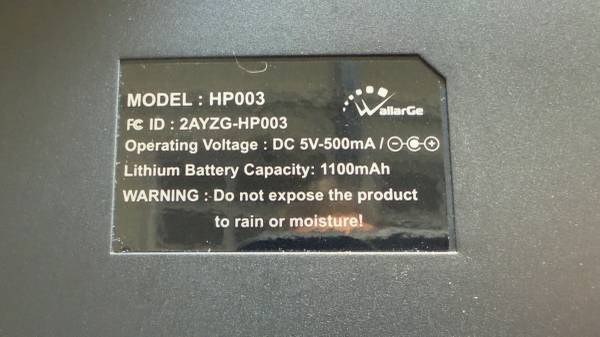 MODEL : HP003
WallarGe
FC ID : 2AYZG-HP003
Operating Voltage : DC 5V-500mA /
Lithium Battery Capacity: 1100mAh
WARNING : Do not expose the product
to rain or moisture!